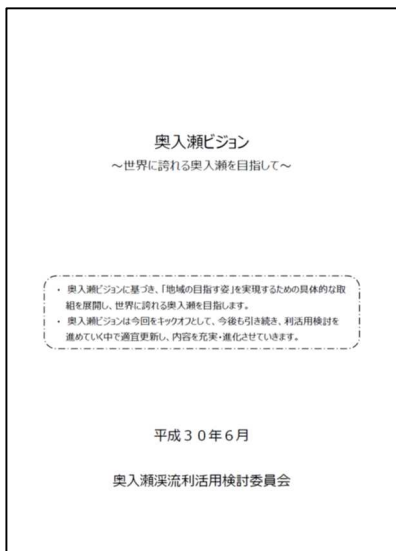 奥入瀬ビジョン
～世界に誇れる奥入瀬を目指して～
・ 奥入瀬ビジョンに基づき、「地域の目指す姿」を実現するための具体的な取
組を展開し、世界に誇れる奥入瀬を目指します。
・ 奥入瀬ビジョンは今回をキックオフとして、今後も引き続き、利活用検討を
進めていく中で適宜更新し、内容を充実・進化させていきます。
平成３０年６月
奥入瀬渓流利活用検討委員会